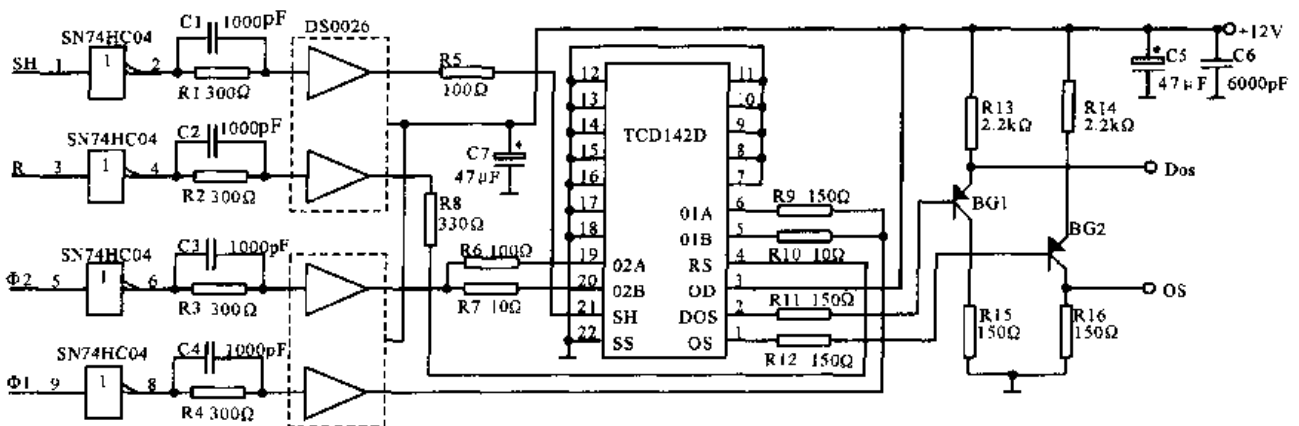 SN74HC04
C1 1000pF
DS0026
SH 1
1
2
R1 300Ω
R5
100Ω
SN74HC04
C2 1000pF
R 3
1
4
R2 300Ω
C7
+
47μF
R8
330Ω
C3 1000pF
Φ2 5
1
6
R3 300Ω
SN74HC04
R6 100Ω
R7 10Ω
SN74HC04
C4 1000pF
Φ1 9
1
8
R4 300Ω
TCD142D
12
13
14
15
16
17
18
19 02A
20 02B
21 SH
22 SS
11
10
9
8
7
01A 6
01B 5
RS 4
OD 3
DOS 2
OS 1
R9 150Ω
R10 10Ω
R11 150Ω
R12 150Ω
+12V
C5
47μF
C6
6000pF
R13
2.2kΩ
R14
2.2kΩ
Dos
BG1
BG2
OS
R15
150Ω
R16
150Ω